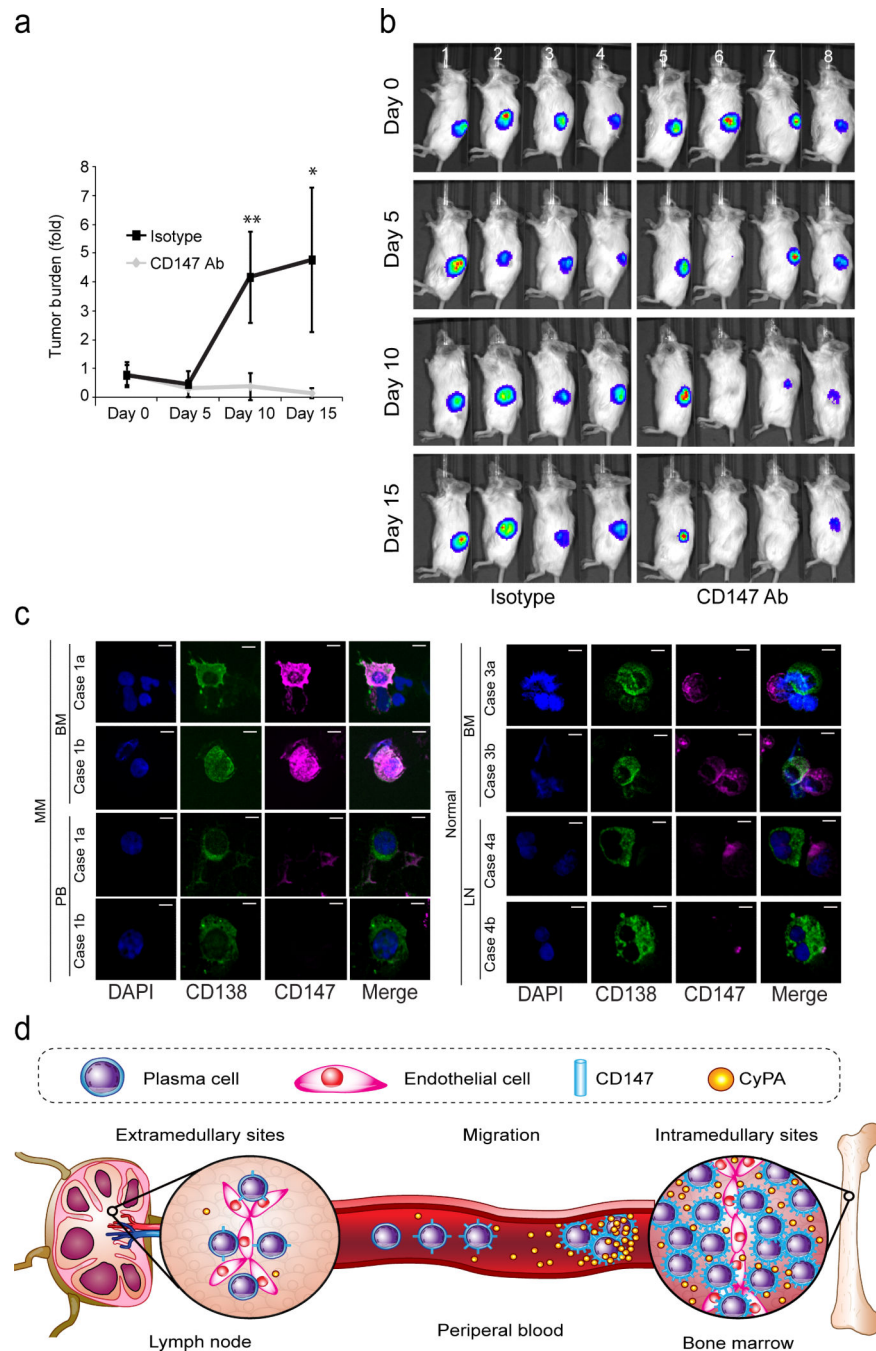 a
Tumor burden (fold)
8
7
6
5
4
3
2
1
0
Isotype
CD147 Ab
**
*
Day 0 Day 5 Day 10 Day 15
b
1 2 3 4 5 6 7 8
Day 0
Day 5
Day 10
Day 15
Isotype CD147 Ab
c
MM
BM
Case 1a
Case 1b
PB
Case 1a
Case 1b
DAPI CD138 CD147 Merge
Normal
BM
Case 3a
Case 3b
LN
Case 4a
Case 4b
DAPI CD138 CD147 Merge
d
Plasma cell Endothelial cell CD147 CyPA
Extramedullary sites Migration Intramedullary sites
Lymph node Periperal blood Bone marrow